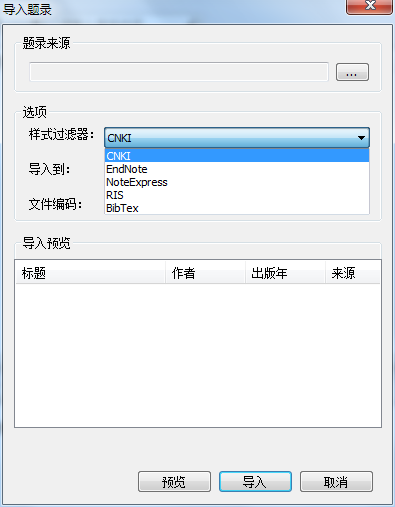 导入题录
题录来源
...
选项
样式过滤器：
CNKI
CNKI
EndNote
导入到：
NoteExpress
RIS
文件编码：
BibTex
导入预览
标题 作者 出版年 来源
预览 导入 取消